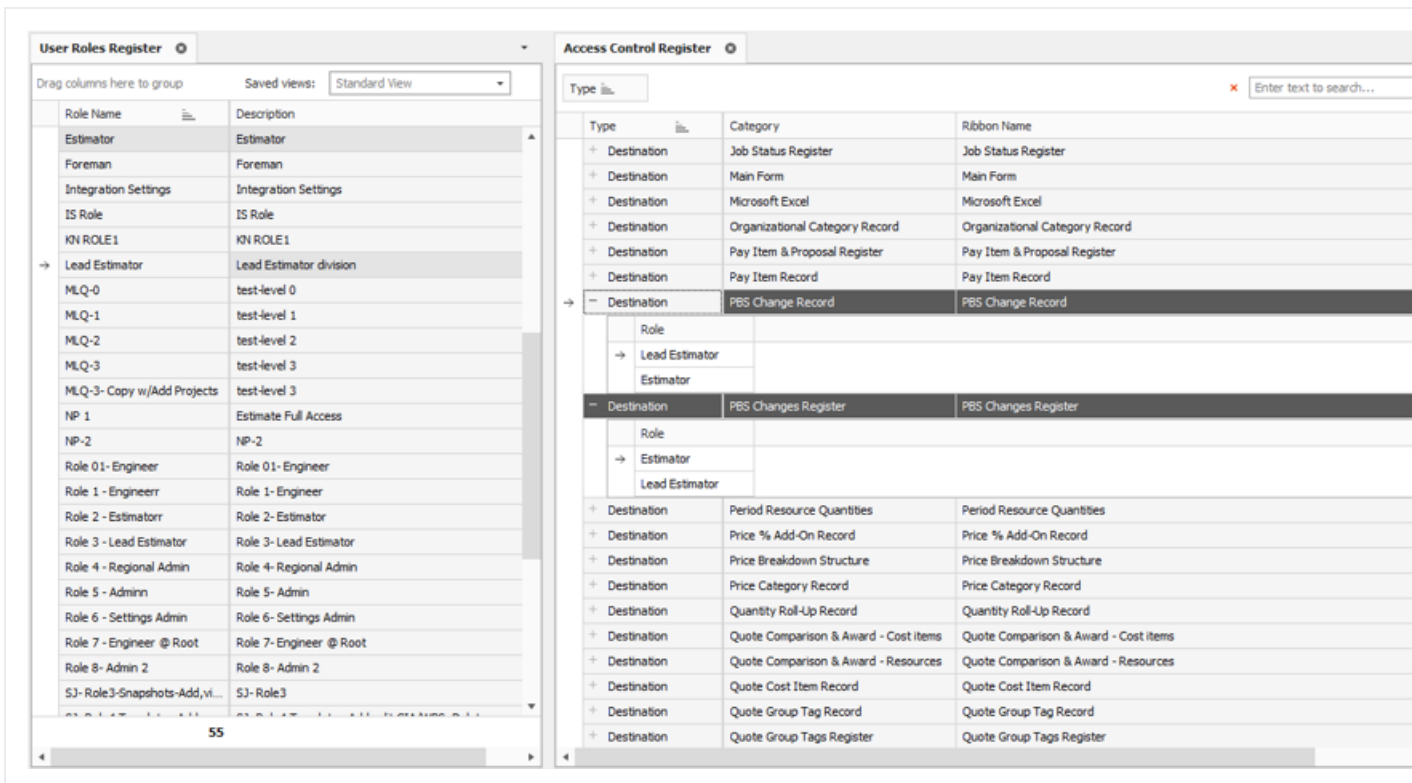 User Roles Register
Drag columns here to group Saved views: Standard View
Role Name Description
Estimator Estimator
Foreman Foreman
Integration Settings Integration Settings
IS Role IS Role
KN ROLE1 KN ROLE1
Lead Estimator Lead Estimator division
MLQ-0 test-level 0
MLQ-1 test-level 1
MLQ-2 test-level 2
MLQ-3 test-level 3
MLQ-3- Copy w/Add Projects test-level 3
NP 1 Estimate Full Access
NP-2 NP-2
Role 01- Engineer Role 01- Engineer
Role 1 - Engineerr Role 1- Engineer
Role 2 - Estimatorr Role 2- Estimator
Role 3 - Lead Estimator Role 3- Lead Estimator
Role 4 - Regional Admin Role 4- Regional Admin
Role 5 - Adminn Role 5- Admin
Role 6 - Settings Admin Role 6- Settings Admin
Role 7 - Engineer @ Root Role 7- Engineer @ Root
Role 8- Admin 2 Role 8- Admin 2
SJ- Role3-Snapshots-Add,vi... SJ- Role3
55
Access Control Register
Type Enter text to search...
Type Category Ribbon Name
Destination Job Status Register Job Status Register
Destination Main Form Main Form
Destination Microsoft Excel Microsoft Excel
Destination Organizational Category Record Organizational Category Record
Destination Pay Item & Proposal Register Pay Item & Proposal Register
Destination Pay Item Record Pay Item Record
Destination PBS Change Record PBS Change Record
Role
Lead Estimator
Estimator
Destination PBS Changes Register PBS Changes Register
Role
Estimator
Lead Estimator
Destination Period Resource Quantities Period Resource Quantities
Destination Price % Add-On Record Price % Add-On Record
Destination Price Breakdown Structure Price Breakdown Structure
Destination Price Category Record Price Category Record
Destination Quantity Roll-Up Record Quantity Roll-Up Record
Destination Quote Comparison & Award - Cost items Quote Comparison & Award - Cost items
Destination Quote Comparison & Award - Resources Quote Comparison & Award - Resources
Destination Quote Cost Item Record Quote Cost Item Record
Destination Quote Group Tag Record Quote Group Tag Record
Destination Quote Group Tags Register Quote Group Tags Register